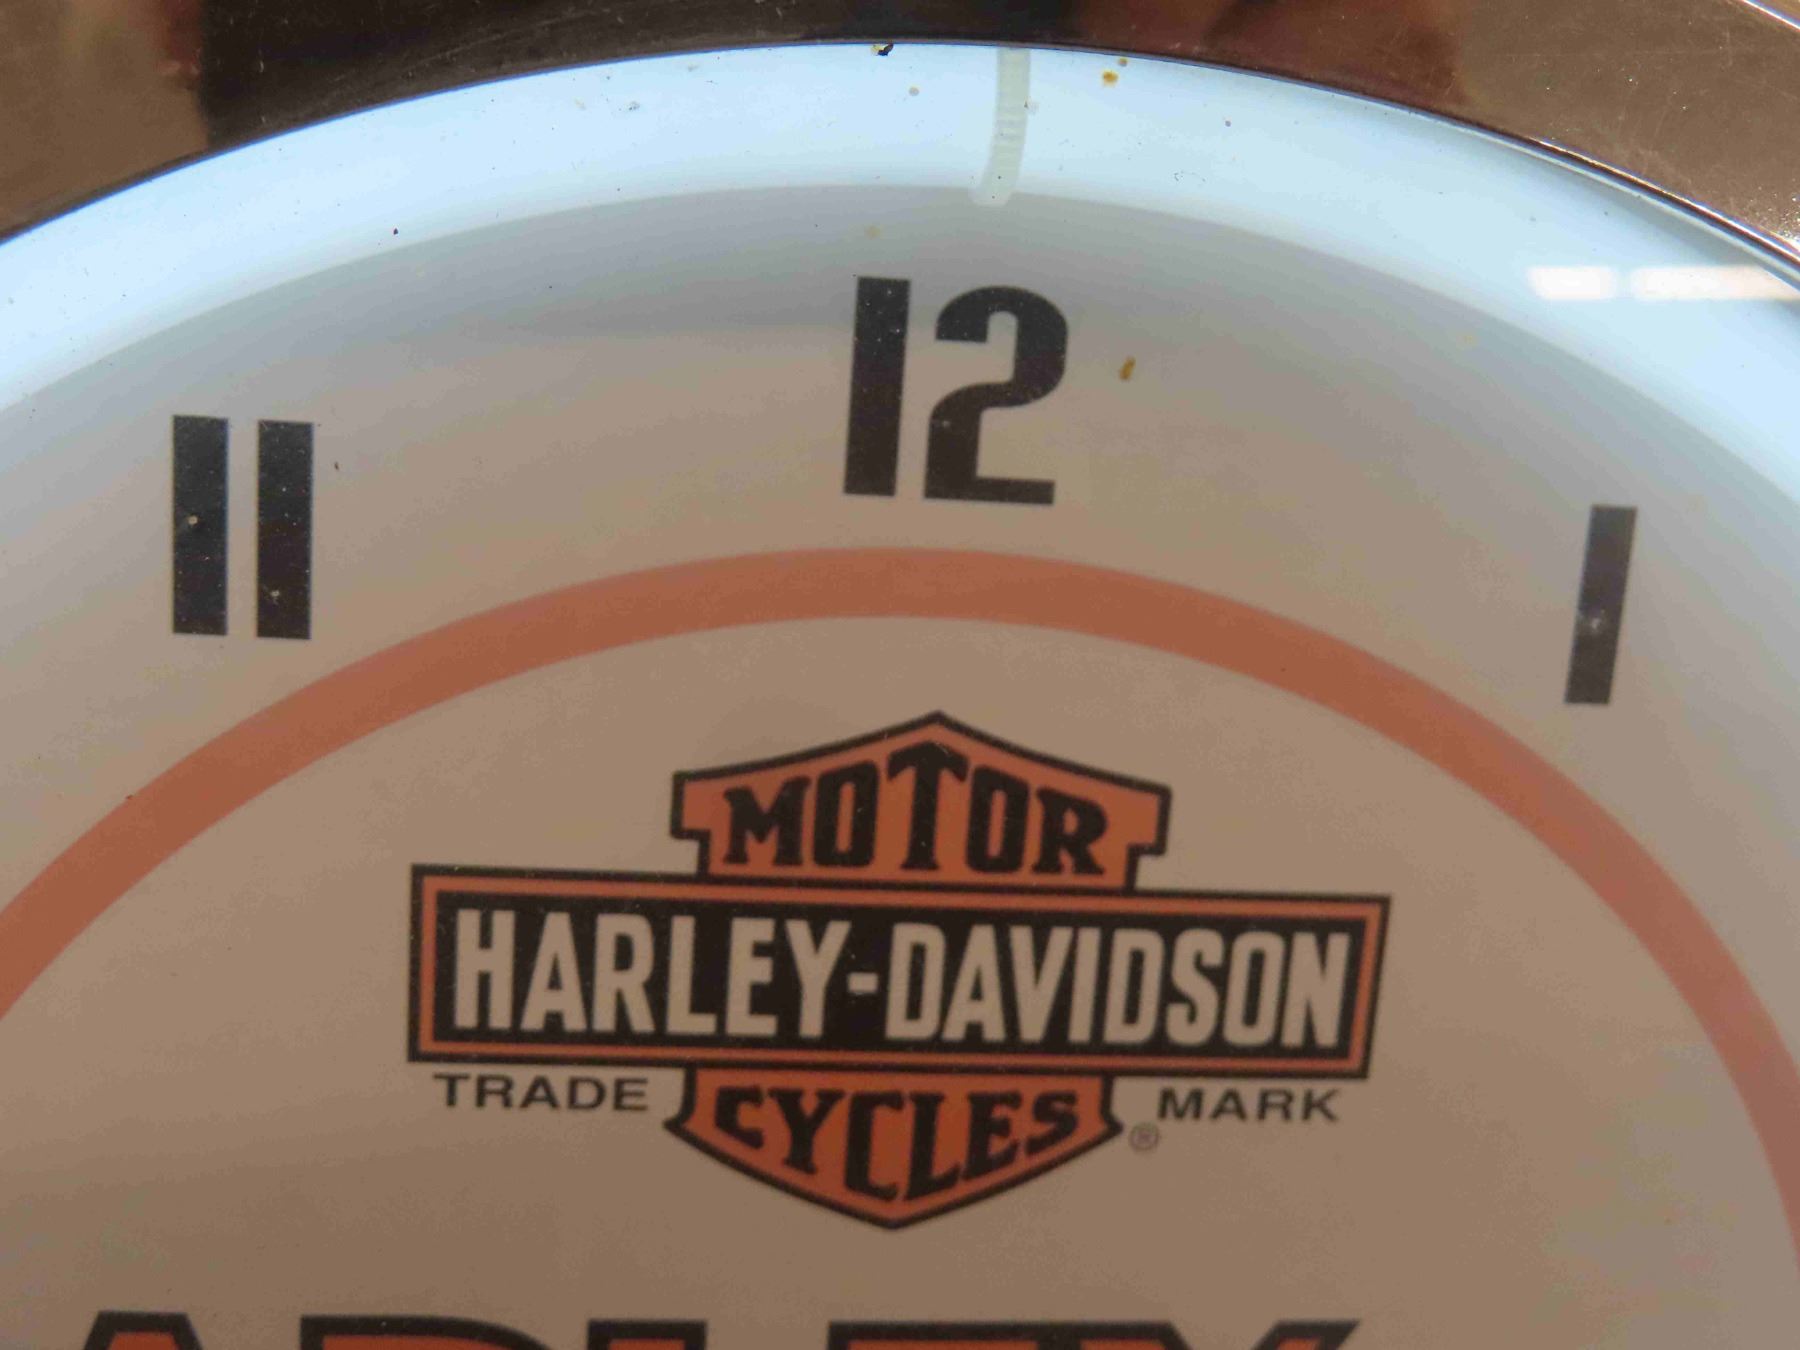 12
11
1
MOTOR
HARLEY-DAVIDSON
TRADE MARK
CYCLES ®